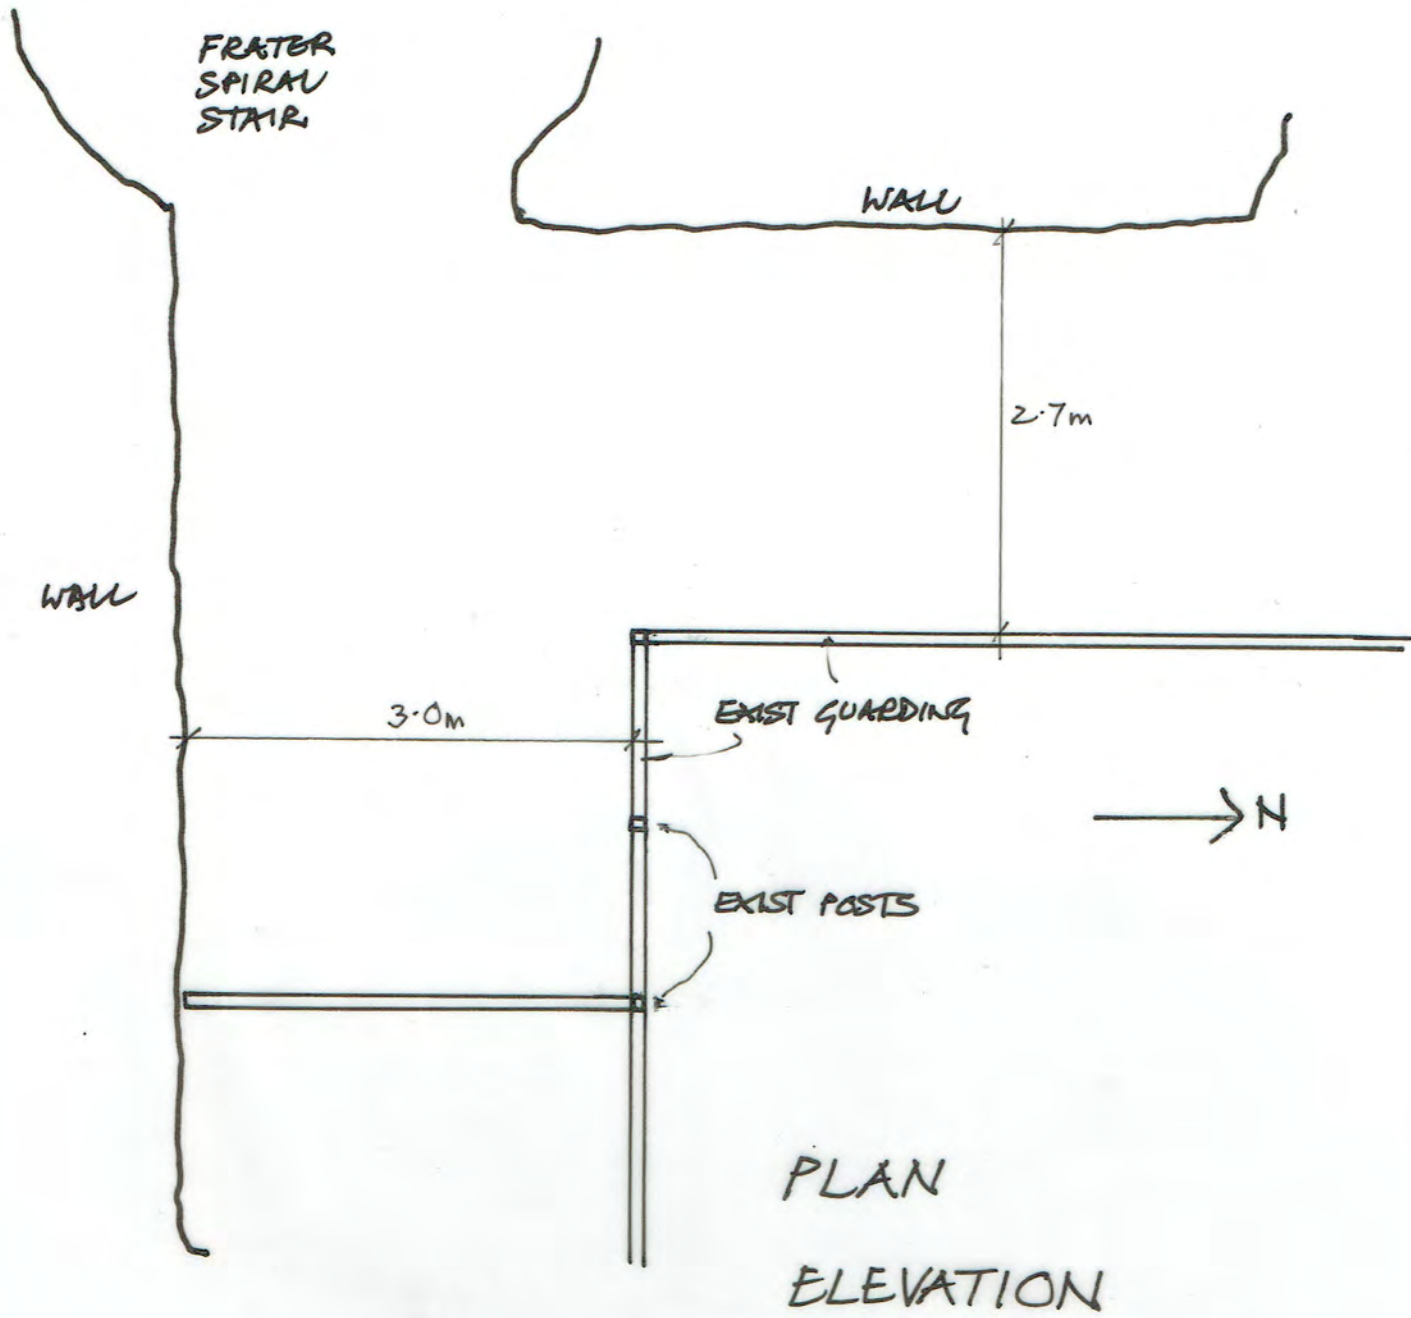 FRATER
SPIRAL
STAIR
WALL
2.7m
WALL
3.0m
EXIST GUARDING
N
EXIST POSTS
PLAN
ELEVATION